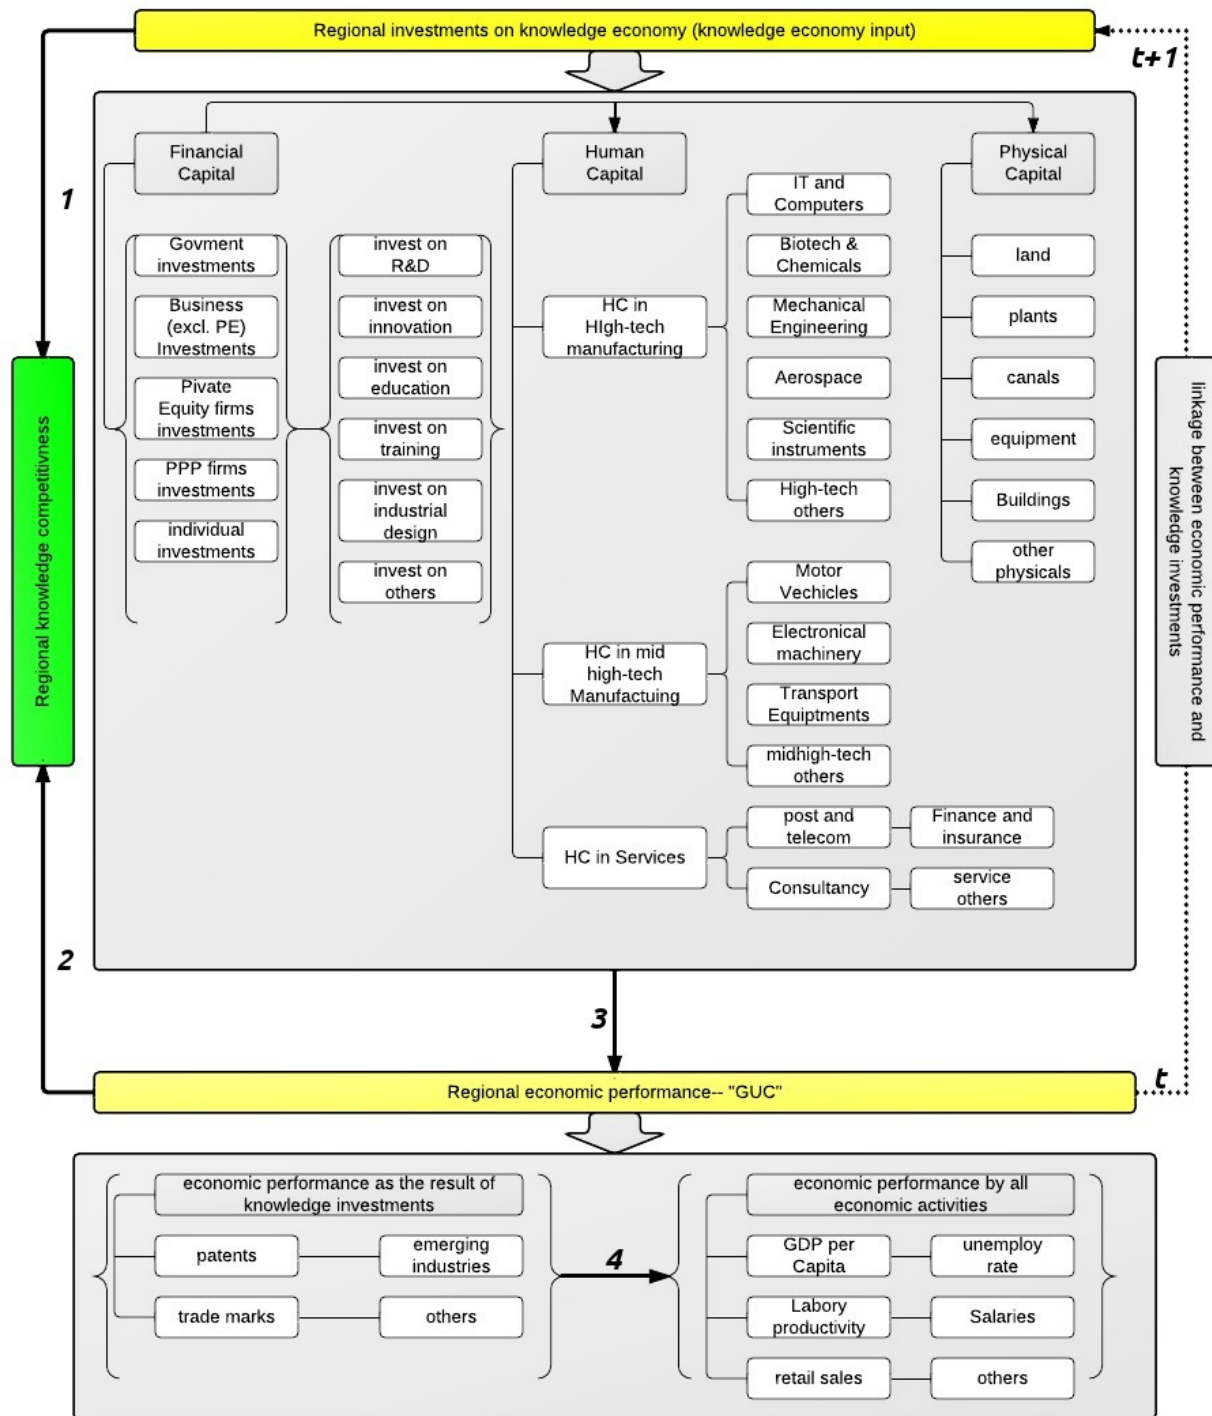 Regional investments on knowledge economy (knowledge economy input)
t+1
1
Financial
Capital
Human
Capital
Physical
Capital
Govment
investments
Business
(excl. PE)
Investments
Pivate
Equity firms
investments
PPP firms
investments
individual
investments
invest on
R&D
invest on
innovation
invest on
education
invest on
training
invest on
industrial
design
invest on
others
HC in
HIgh-tech
manufacturing
IT and
Computers
Biotech &
Chemicals
Mechanical
Engineering
Aerospace
Scientific
instruments
High-tech
others
HC in mid
high-tech
Manufactuing
Motor
Vechicles
Electronical
machinery
Transport
Equiptments
midhigh-tech
others
HC in Services
post and
telecom
Finance and
insurance
Consultancy
service
others
land
plants
canals
equipment
Buildings
other
physicals
Regional knowledge competitivness
linkage between economic performance and
knowledge investments
2
3
Regional economic performance-- "GUC"
t
economic performance as the result of
knowledge investments
patents
emerging
industries
trade marks
others
4
economic performance by all
economic activities
GDP per
Capita
unemploy
rate
Labory
productivity
Salaries
retail sales
others